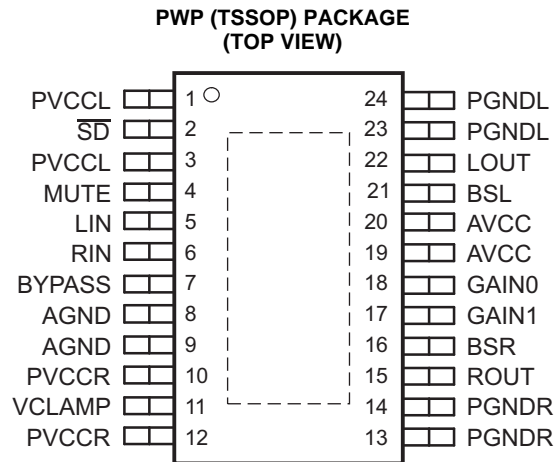 PWP (TSSOP) PACKAGE
(TOP VIEW)
PVCCL 1 24 PGNDL
SD 2 23 PGNDL
PVCCL 3 22 LOUT
MUTE 4 21 BSL
LIN 5 20 AVCC
RIN 6 19 AVCC
BYPASS 7 18 GAIN0
AGND 8 17 GAIN1
AGND 9 16 BSR
PVCCR 10 15 ROUT
VCLAMP 11 14 PGNDR
PVCCR 12 13 PGNDR